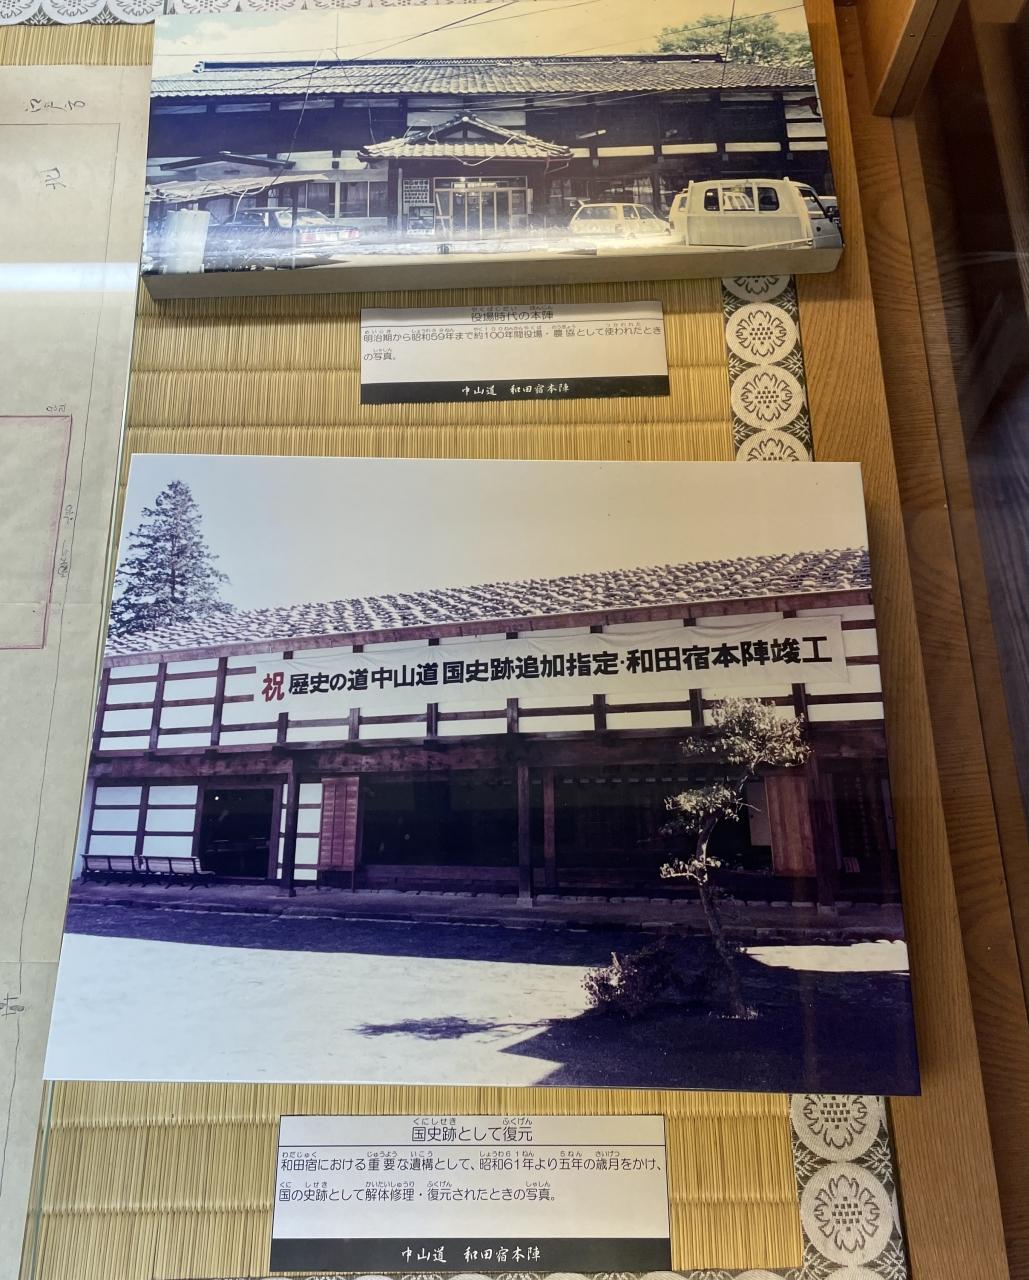 役場時代の本陣
明治期から昭和59年まで約100年間役場・農協として使われたとき
の写真。
中山道 和田宿本陣
祝 歴史の道 中山道 国史跡追加指定・和田宿本陣竣工
国史跡として復元
和田宿における重要な遺構として、昭和61年より五年の歳月をかけ、
国の史跡として解体修理・復元されたときの写真。
中山道 和田宿本陣